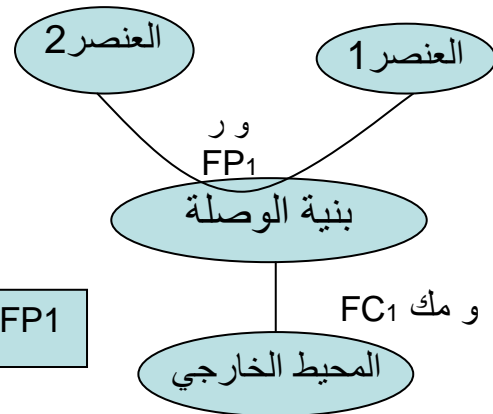 العنصر2
العنصر1
و ر
FP1
بنية الوصلة
و مك FC1
FP1
المحيط الخارجي